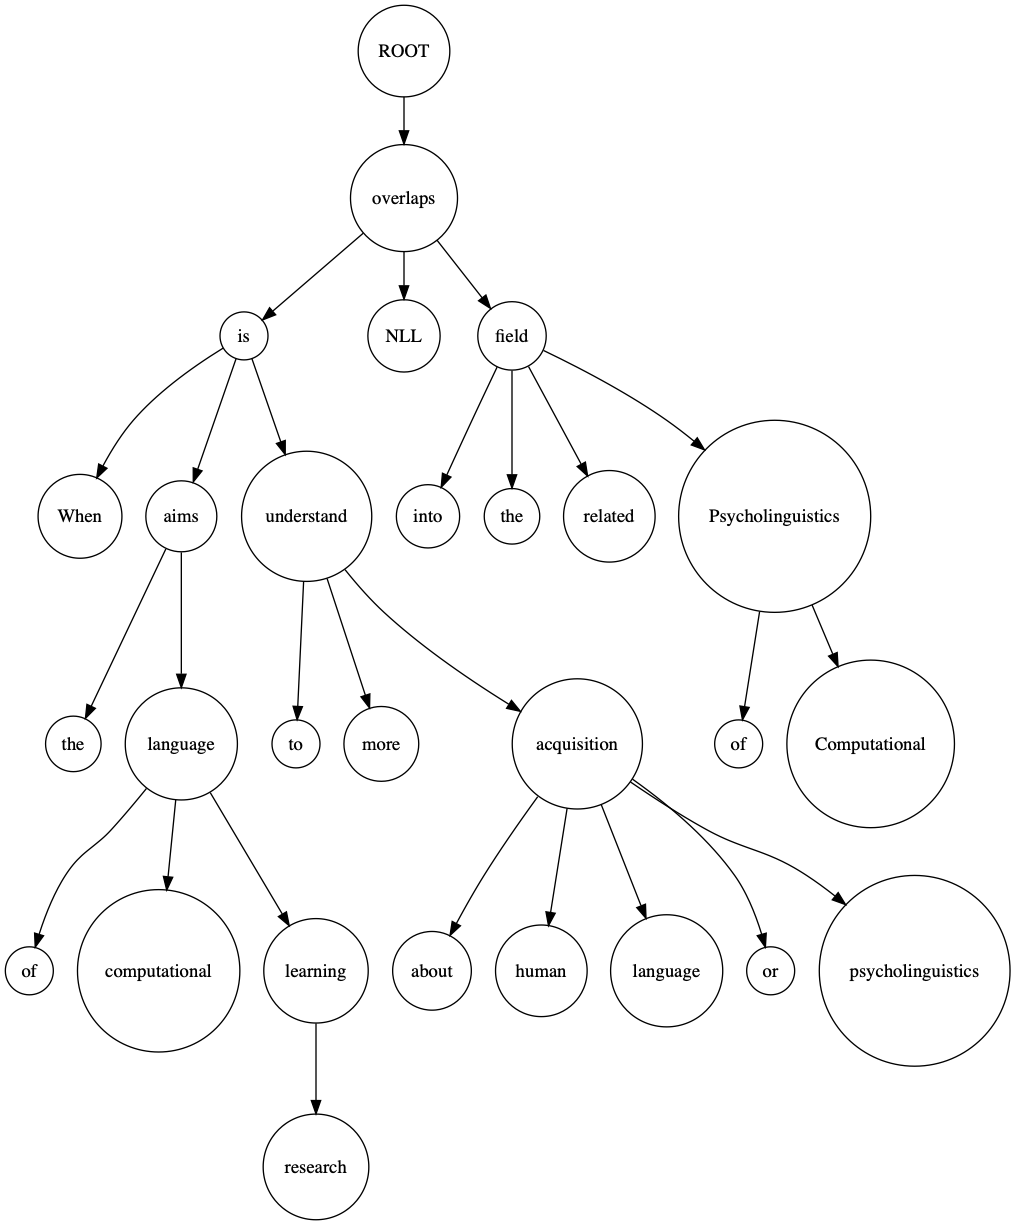 ROOT
overlaps
is
NLL
field
When
aims
understand
into
the
related
Psycholinguistics
the
language
to
more
acquisition
of
Computational
of
computational
learning
about
human
language
or
psycholinguistics
research